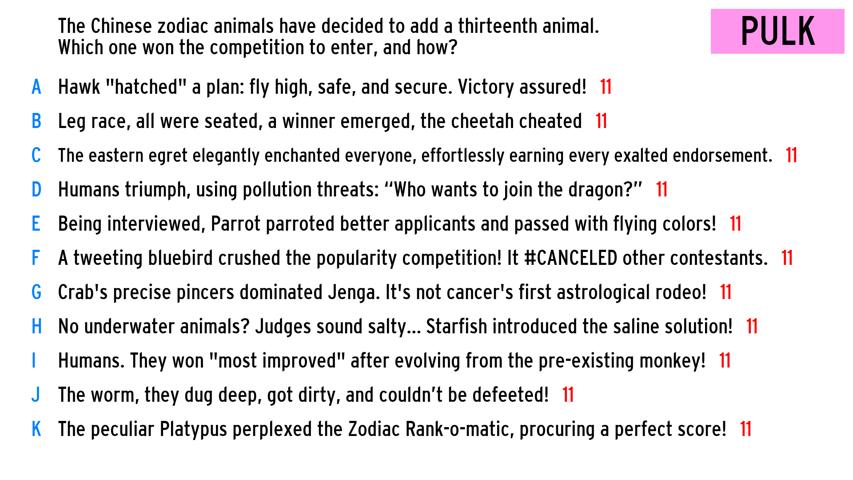 The Chinese zodiac animals have decided to add a thirteenth animal.
Which one won the competition to enter, and how?
PULK
A Hawk "hatched" a plan: fly high, safe, and secure. Victory assured! 11
B Leg race, all were seated, a winner emerged, the cheetah cheated 11
C The eastern egret elegantly enchanted everyone, effortlessly earning every exalted endorsement. 11
D Humans triumph, using pollution threats: “Who wants to join the dragon?” 11
E Being interviewed, Parrot parroted better applicants and passed with flying colors! 11
F A tweeting bluebird crushed the popularity competition! It #CANCELED other contestants. 11
G Crab's precise pincers dominated Jenga. It's not cancer's first astrological rodeo! 11
H No underwater animals? Judges sound salty... Starfish introduced the saline solution! 11
I Humans. They won "most improved" after evolving from the pre-existing monkey! 11
J The worm, they dug deep, got dirty, and couldn’t be defeeted! 11
K The peculiar Platypus perplexed the Zodiac Rank-o-matic, procuring a perfect score! 11